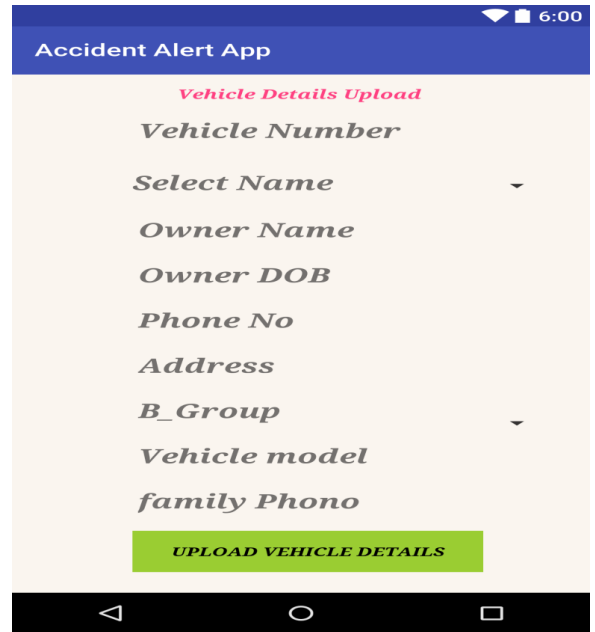 6:00
Accident Alert App
Vehicle Details Upload
Vehicle Number
Select Name
Owner Name
Owner DOB
Phone No
Address
B_Group
Vehicle model
family Phono
UPLOAD VEHICLE DETAILS